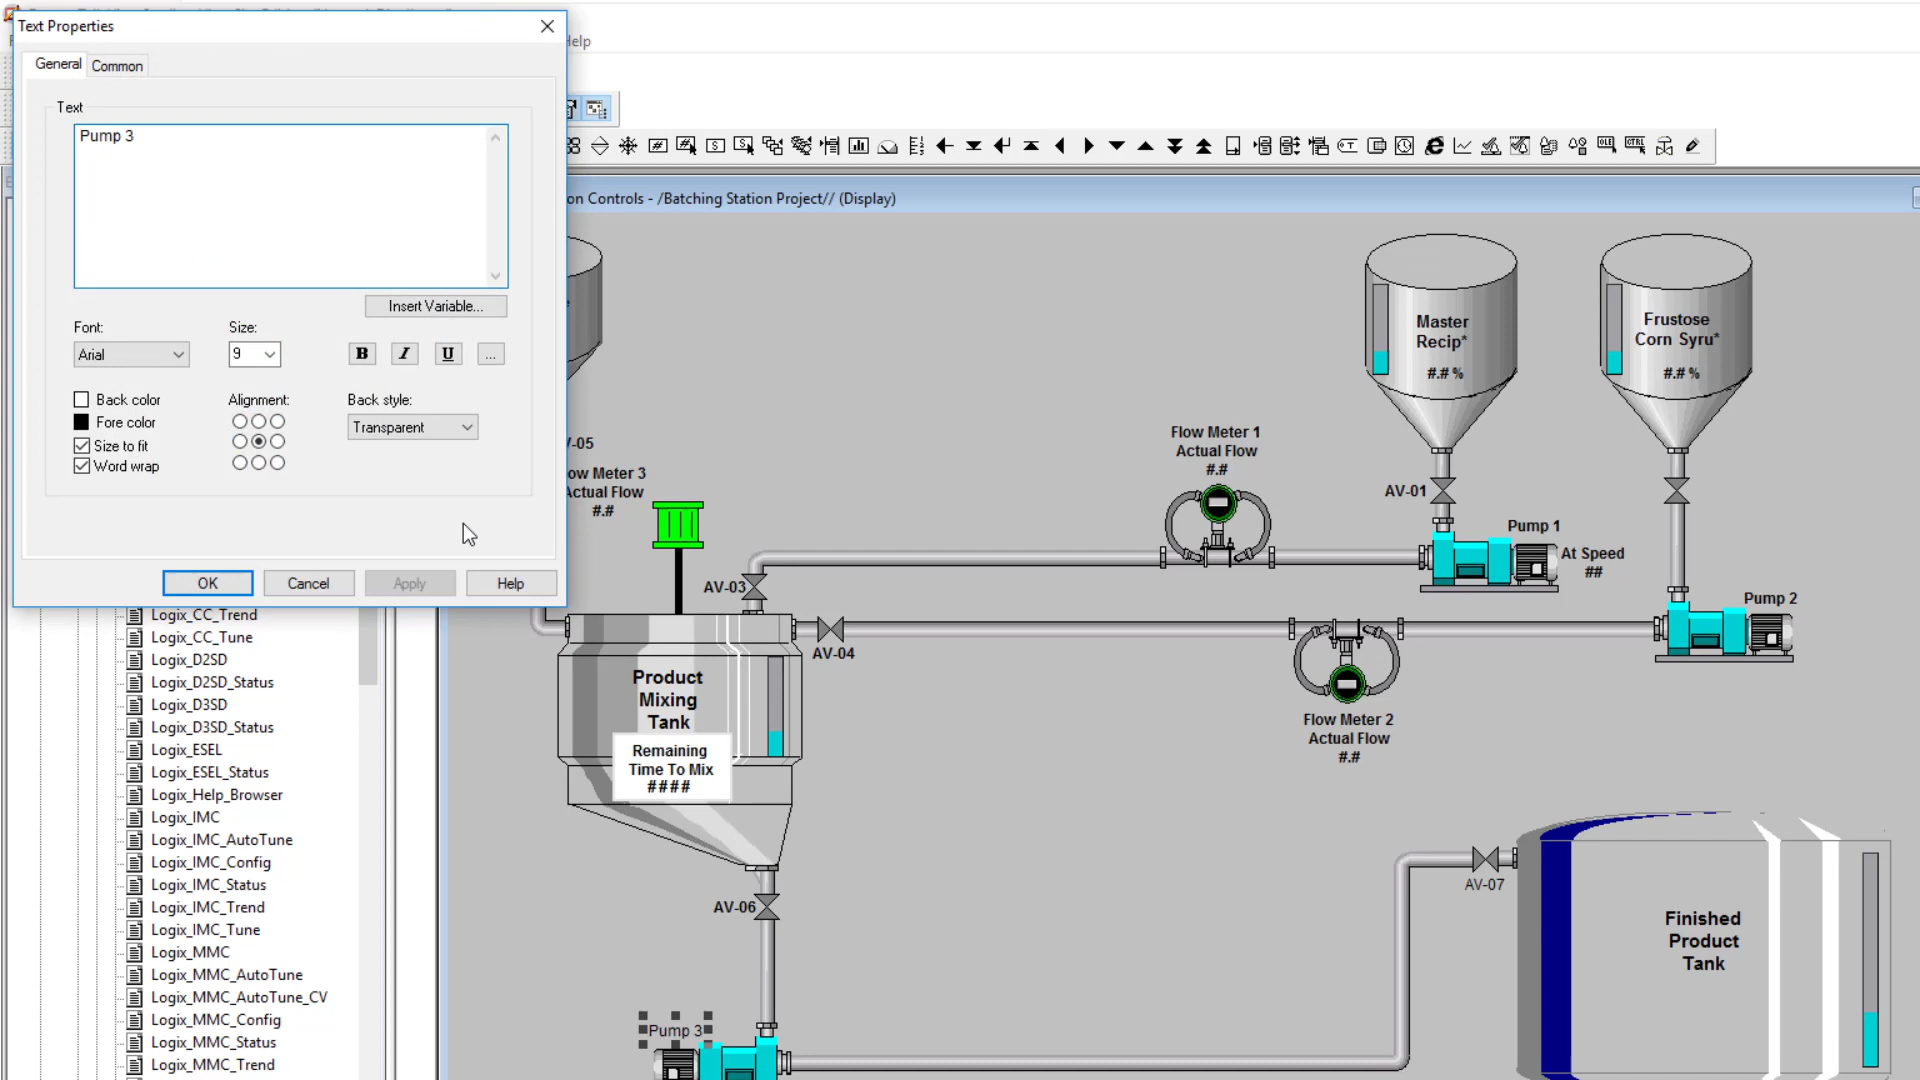 Text Properties
Help
General
Common
Text
Pump 3
Insert Variable...
Font:
Size:
Arial
9
B
I
U
...
Back color
Alignment:
Back style:
Fore color
Transparent
Size to fit
Word wrap
OK
Cancel
Apply
Help
on Controls - /Batching Station Project// (Display)
Master
Recip*
#.# %
Frustose
Corn Syru*
#.# %
V-05
ow Meter 3
Actual Flow
#.#
Flow Meter 1
Actual Flow
#.#
AV-01
Pump 1
At Speed
##
AV-03
Pump 2
AV-04
Product
Mixing
Tank
Remaining
Time To Mix
####
Flow Meter 2
Actual Flow
#.#
AV-07
AV-06
Finished
Product
Tank
Pump 3
Logix_CC_Trend
Logix_CC_Tune
Logix_D2SD
Logix_D2SD_Status
Logix_D3SD
Logix_D3SD_Status
Logix_ESEL
Logix_ESEL_Status
Logix_Help_Browser
Logix_IMC
Logix_IMC_AutoTune
Logix_IMC_Config
Logix_IMC_Status
Logix_IMC_Trend
Logix_IMC_Tune
Logix_MMC
Logix_MMC_AutoTune
Logix_MMC_AutoTune_CV
Logix_MMC_Config
Logix_MMC_Status
Logix_MMC_Trend